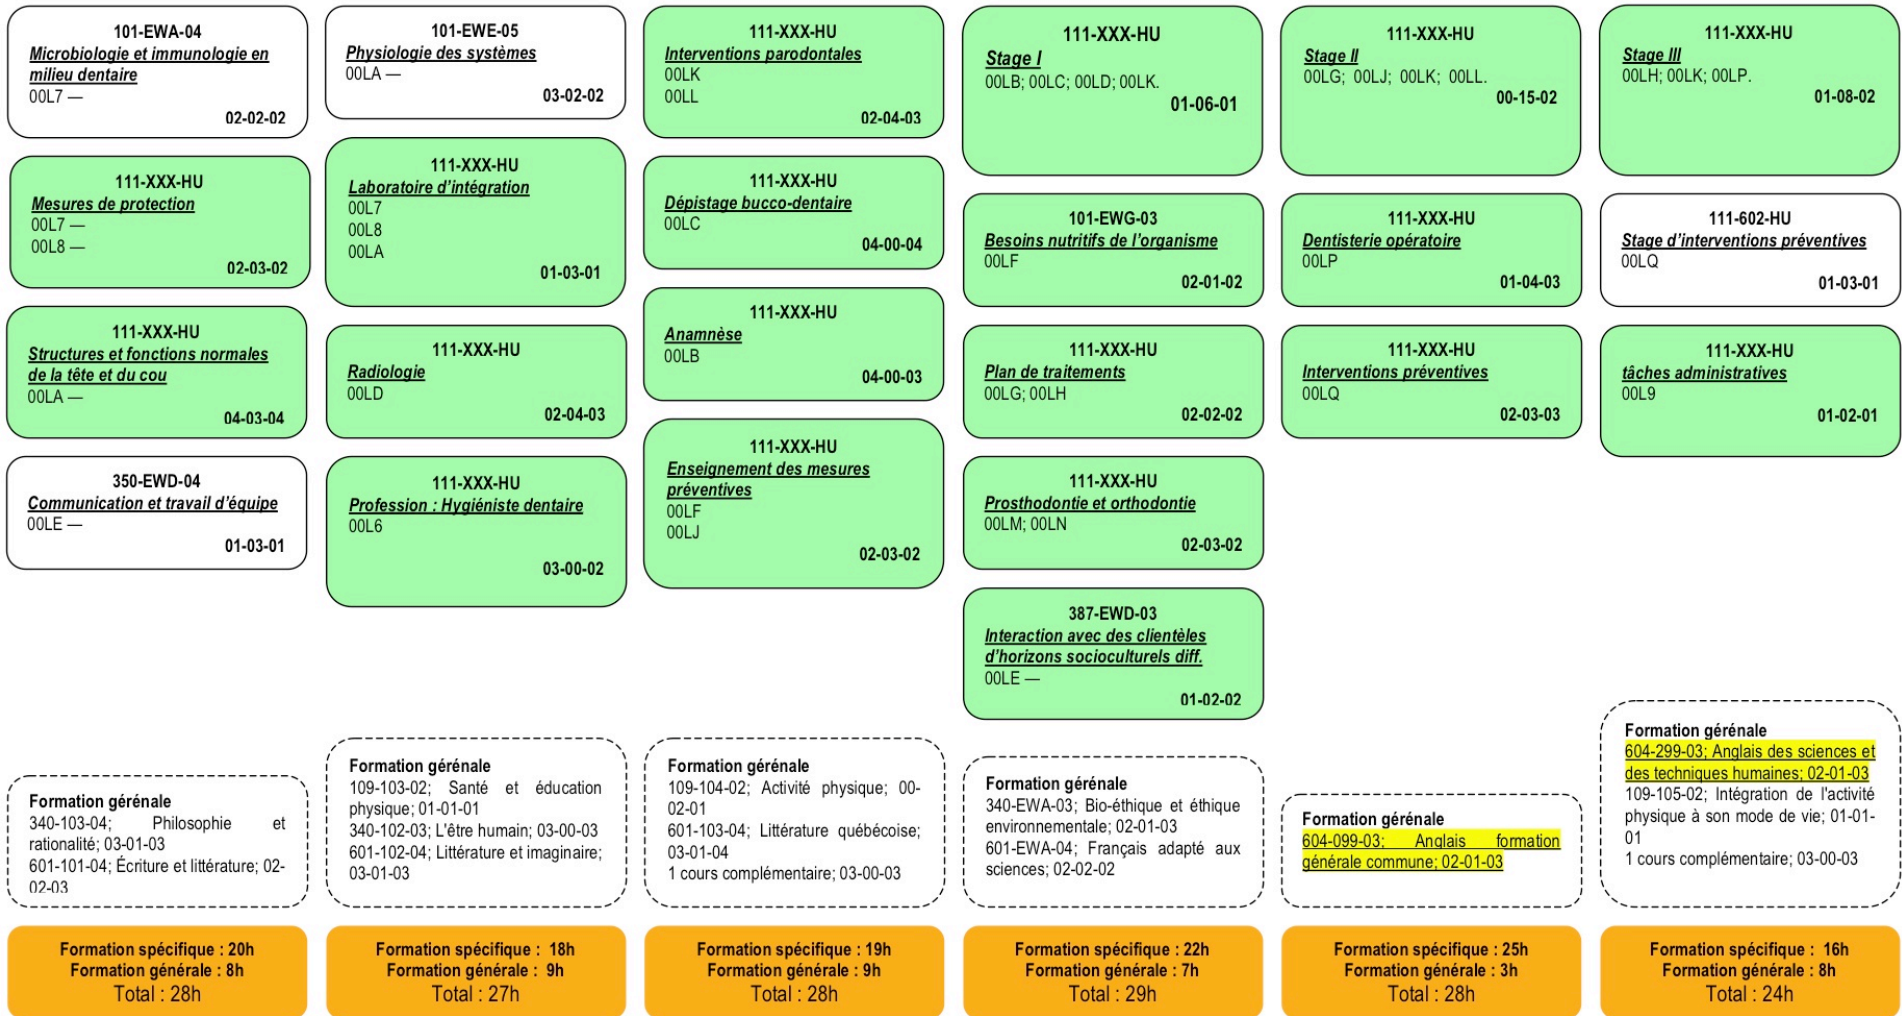 101-EWA-04
Microbiologie et immunologie en
milieu dentaire
00L7 —
02-02-02
111-XXX-HU
Mesures de protection
00L7 —
00L8 —
02-03-02
111-XXX-HU
Structures et fonctions normales
de la tête et du cou
00LA —
04-03-04
350-EWD-04
Communication et travail d'équipe
00LE —
01-03-01
Formation gérénale
340-103-04; Philosophie et
rationalité; 03-01-03
601-101-04; Écriture et littérature; 02-
02-03
Formation spécifique : 20h
Formation générale : 8h
Total : 28h
101-EWE-05
Physiologie des systèmes
00LA —
03-02-02
111-XXX-HU
Laboratoire d'intégration
00L7
00L8
00LA
01-03-01
111-XXX-HU
Radiologie
00LD
02-04-03
111-XXX-HU
Profession : Hygiéniste dentaire
00L6
03-00-02
Formation gérénale
109-103-02; Santé et éducation
physique; 01-01-01
340-102-03; L'être humain; 03-00-03
601-102-04; Littérature et imaginaire;
03-01-03
Formation spécifique : 18h
Formation générale : 9h
Total : 27h
111-XXX-HU
Interventions parodontales
00LK
00LL
02-04-03
111-XXX-HU
Dépistage bucco-dentaire
00LC
04-00-04
111-XXX-HU
Anamnèse
00LB
04-00-03
111-XXX-HU
Enseignement des mesures
préventives
00LF
00LJ
02-03-02
Formation gérénale
109-104-02; Activité physique; 00-
02-01
601-103-04; Littérature québécoise;
03-01-04
1 cours complémentaire; 03-00-03
Formation spécifique : 19h
Formation générale : 9h
Total : 28h
111-XXX-HU
Stage I
00LB; 00LC; 00LD; 00LK.
01-06-01
101-EWG-03
Besoins nutritifs de l'organisme
00LF
02-01-02
111-XXX-HU
Plan de traitements
00LG; 00LH
02-02-02
111-XXX-HU
Prosthodontie et orthodontie
00LM; 00LN
02-03-02
387-EWD-03
Interaction avec des clientèles
d'horizons socioculturels diff.
00LE —
01-02-02
Formation gérénale
340-EWA-03; Bio-éthique et éthique
environnementale; 02-01-03
601-EWA-04; Français adapté aux
sciences; 02-02-02
Formation spécifique : 22h
Formation générale : 7h
Total : 29h
111-XXX-HU
Stage II
00LG; 00LJ; 00LK; 00LL.
00-15-02
111-XXX-HU
Dentisterie opératoire
00LP
01-04-03
111-XXX-HU
Interventions préventives
00LQ
02-03-03
Formation gérénale
604-099-03; Anglais formation
générale commune; 02-01-03
Formation spécifique : 25h
Formation générale : 3h
Total : 28h
111-XXX-HU
Stage III
00LH; 00LK; 00LP.
01-08-02
111-602-HU
Stage d'interventions préventives
00LQ
01-03-01
111-XXX-HU
tâches administratives
00L9
01-02-01
Formation gérénale
604-299-03; Anglais des sciences et
des techniques humaines; 02-01-03
109-105-02; Intégration de l'activité
physique à son mode de vie; 01-01-
01
1 cours complémentaire; 03-00-03
Formation spécifique : 16h
Formation générale : 8h
Total : 24h